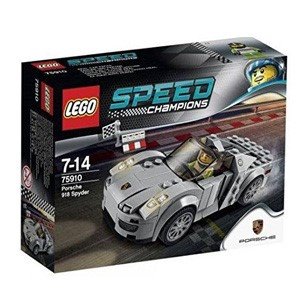 LEGO
SPEED
CHAMPIONS
7-14
75910
Porsche
918 Spyder
PORSCHE